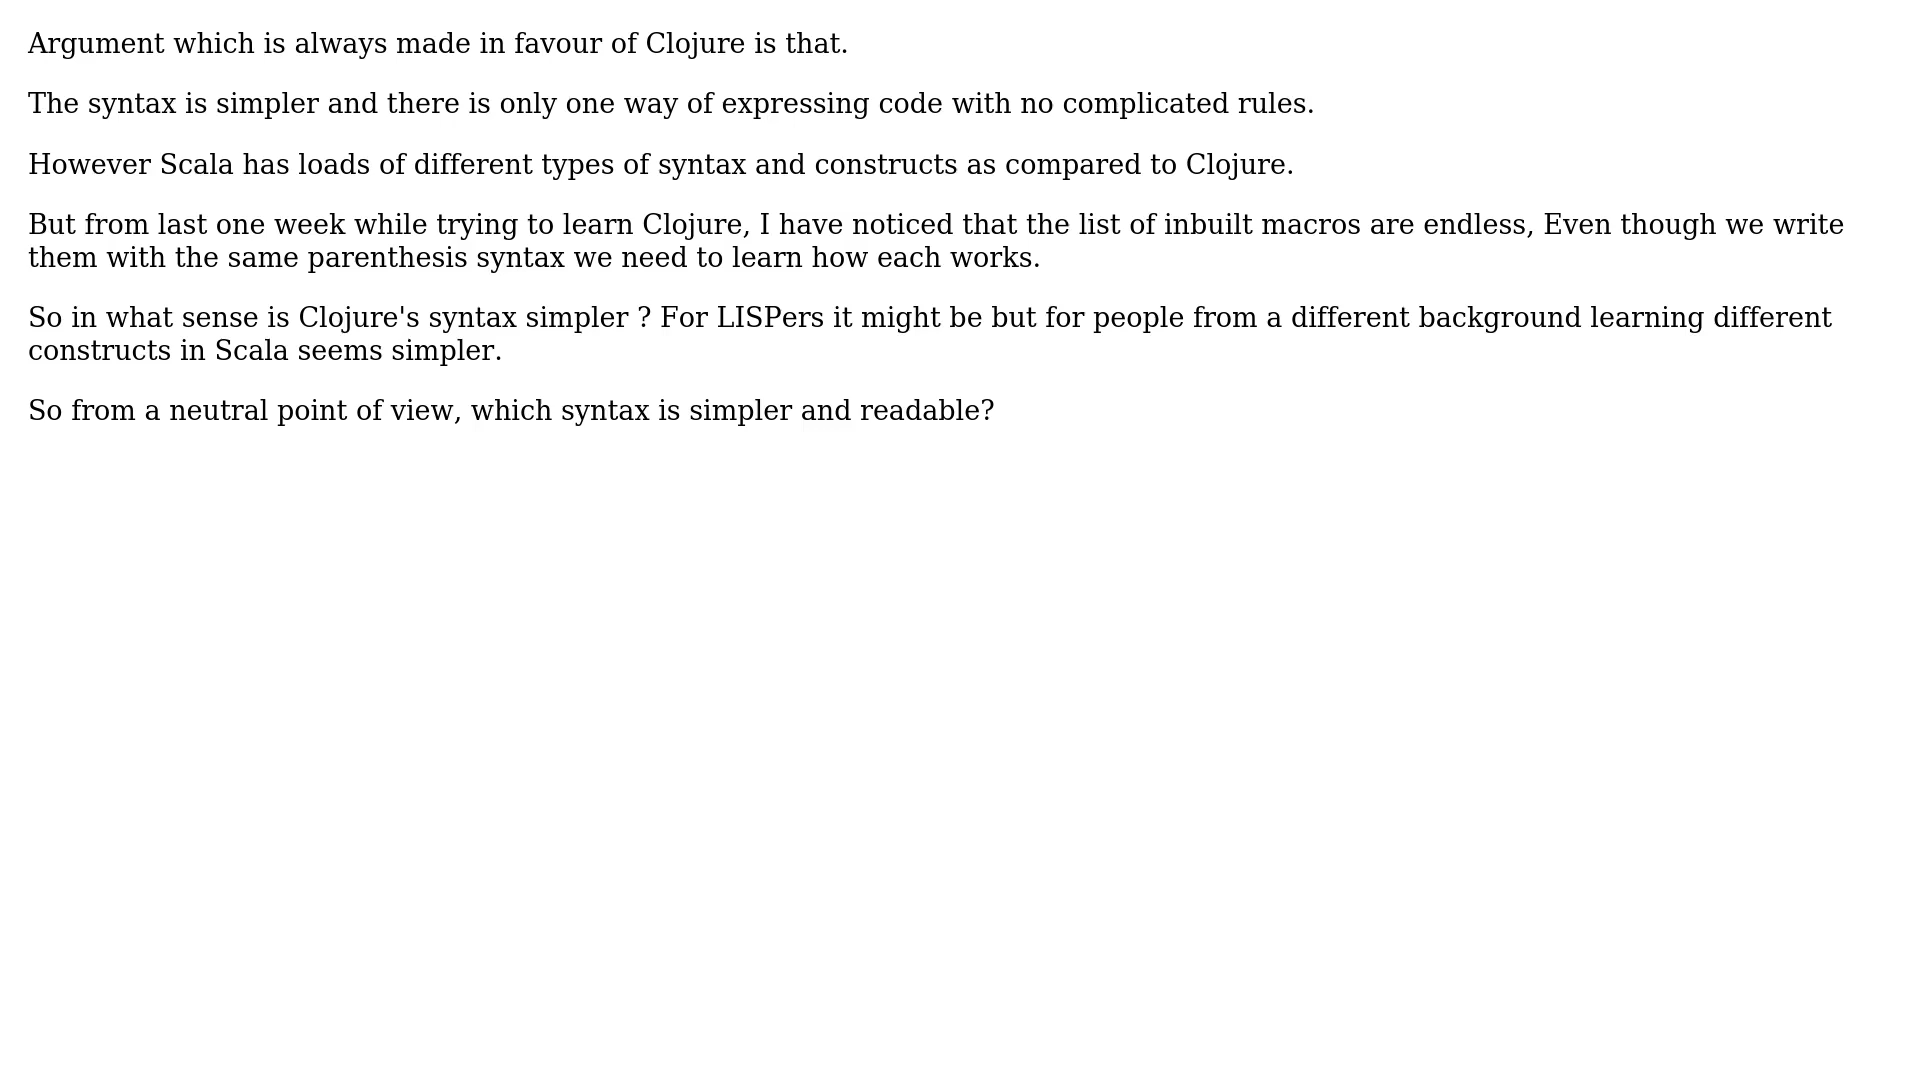 Argument which is always made in favour of Clojure is that.
The syntax is simpler and there is only one way of expressing code with no complicated rules.
However Scala has loads of different types of syntax and constructs as compared to Clojure.
But from last one week while trying to learn Clojure, I have noticed that the list of inbuilt macros are endless, Even though we write
them with the same parenthesis syntax we need to learn how each works.
So in what sense is Clojure's syntax simpler ? For LISPers it might be but for people from a different background learning different
constructs in Scala seems simpler.
So from a neutral point of view, which syntax is simpler and readable?